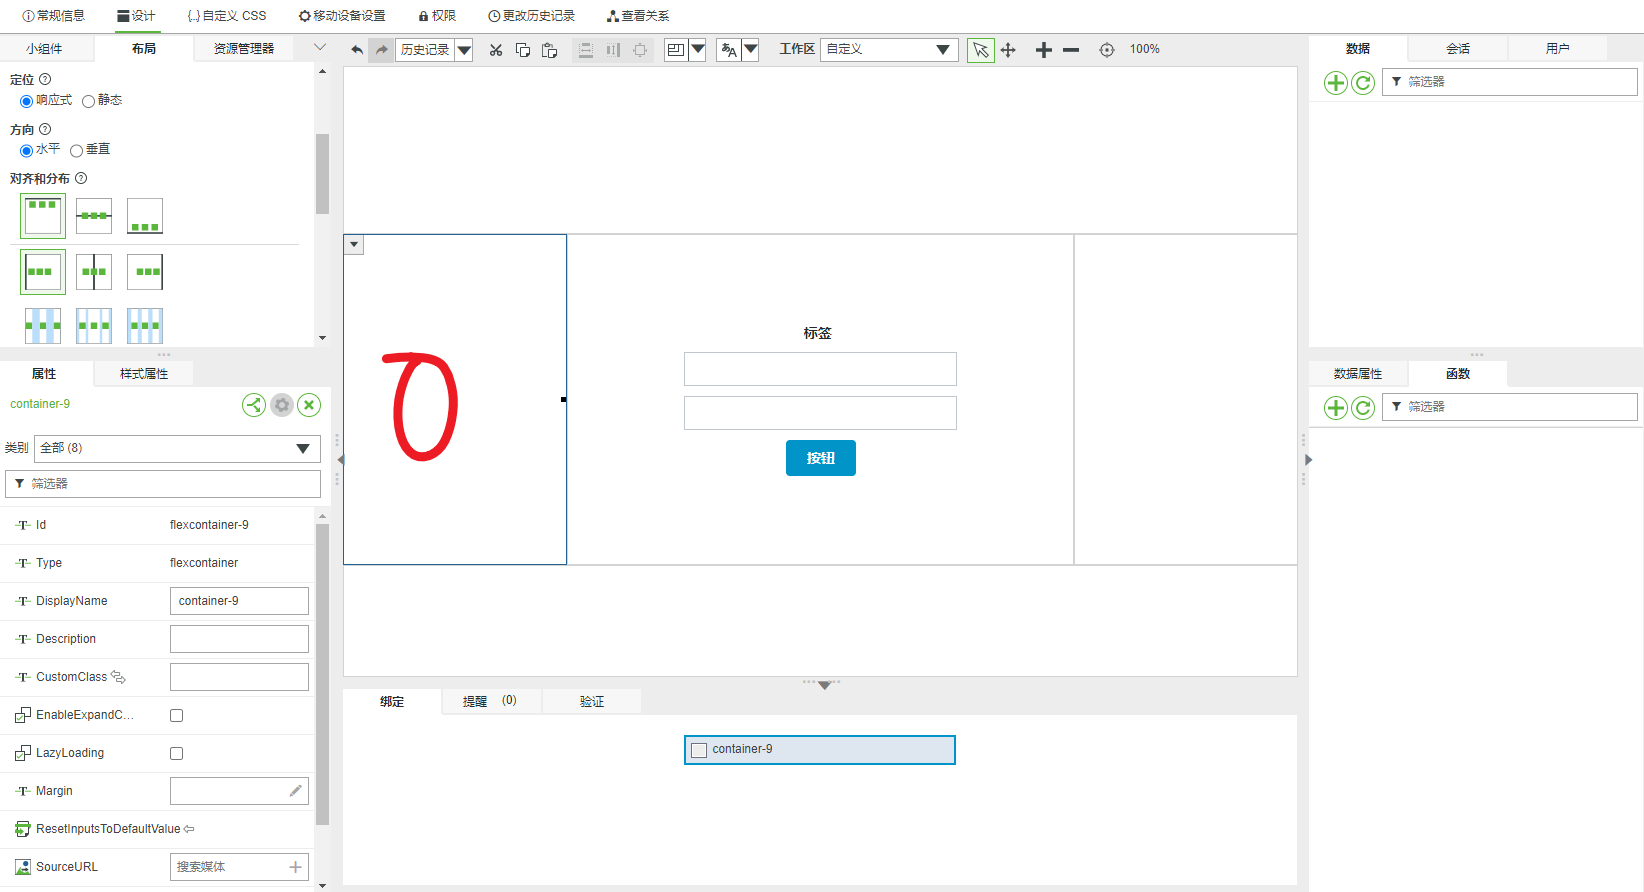 常规信息 设计 {..} 自定义 CSS 移动设备设置 权限 更改历史记录 查看关系
小组件 布局 资源管理器 历史记录 工作区 自定义 100% 数据 会话 用户
定位
响应式 静态
筛选器
方向
水平 垂直
对齐和分布
标签
按钮
属性 样式属性 数据属性 函数
container-9
筛选器
类别 全部 (8)
筛选器
Id flexcontainer-9
Type flexcontainer
DisplayName container-9
Description
CustomClass
绑定 提醒 (0) 验证
EnableExpandC...
LazyLoading
container-9
Margin
ResetInputsToDefaultValue
SourceURL 搜索媒体